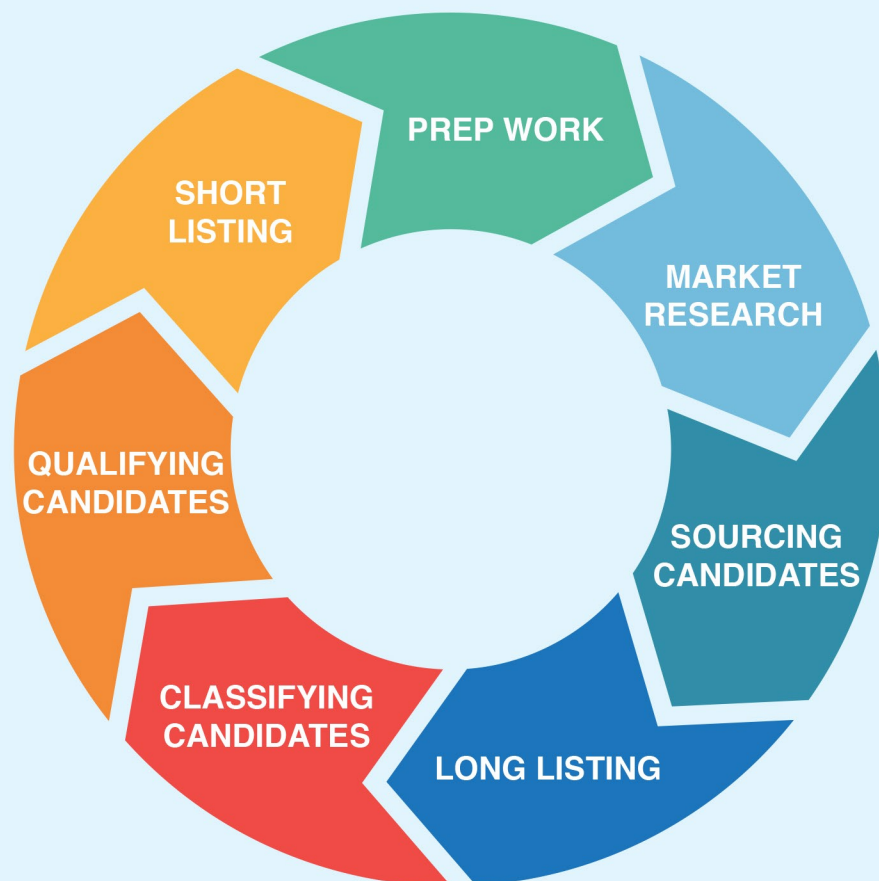 PREP WORK
MARKET
RESEARCH
SOURCING
CANDIDATES
LONG LISTING
CLASSIFYING
CANDIDATES
QUALIFYING
CANDIDATES
SHORT
LISTING